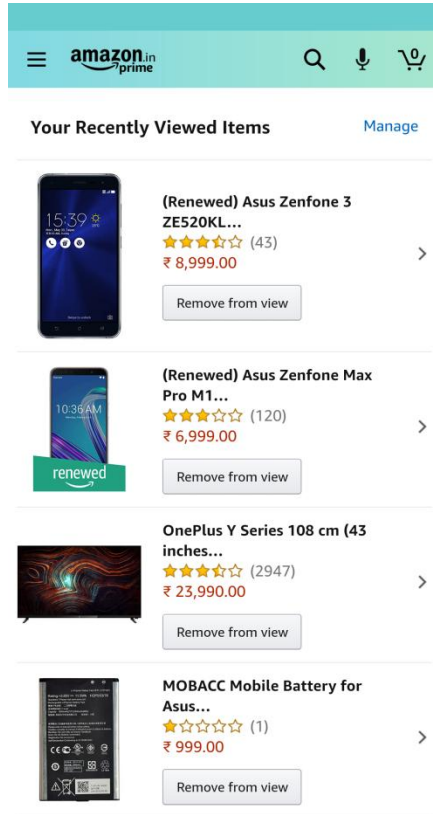 amazon.in
prime
0
Your Recently Viewed Items
Manage
15:39
(Renewed) Asus Zenfone 3
ZE520KL...
(43)
₹ 8,999.00
Remove from view
10:36 AM
renewed
(Renewed) Asus Zenfone Max
Pro M1...
(120)
₹ 6,999.00
Remove from view
OnePlus Y Series 108 cm (43
inches...
(2947)
₹ 23,990.00
Remove from view
MOBACC Mobile Battery for
Asus...
(1)
₹ 999.00
Remove from view